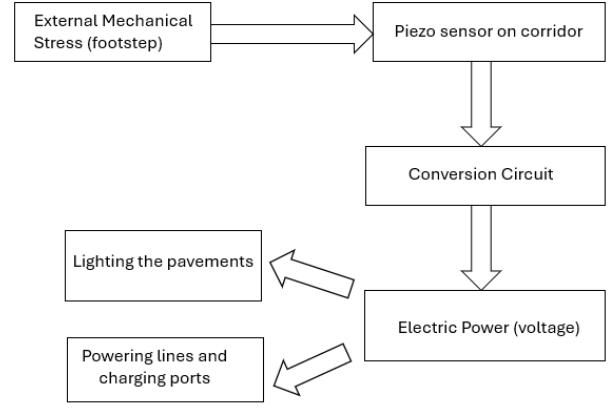 External Mechanical
Stress (footstep)
Piezo sensor on corridor
Conversion Circuit
Lighting the pavements
Electric Power (voltage)
Powering lines and
charging ports